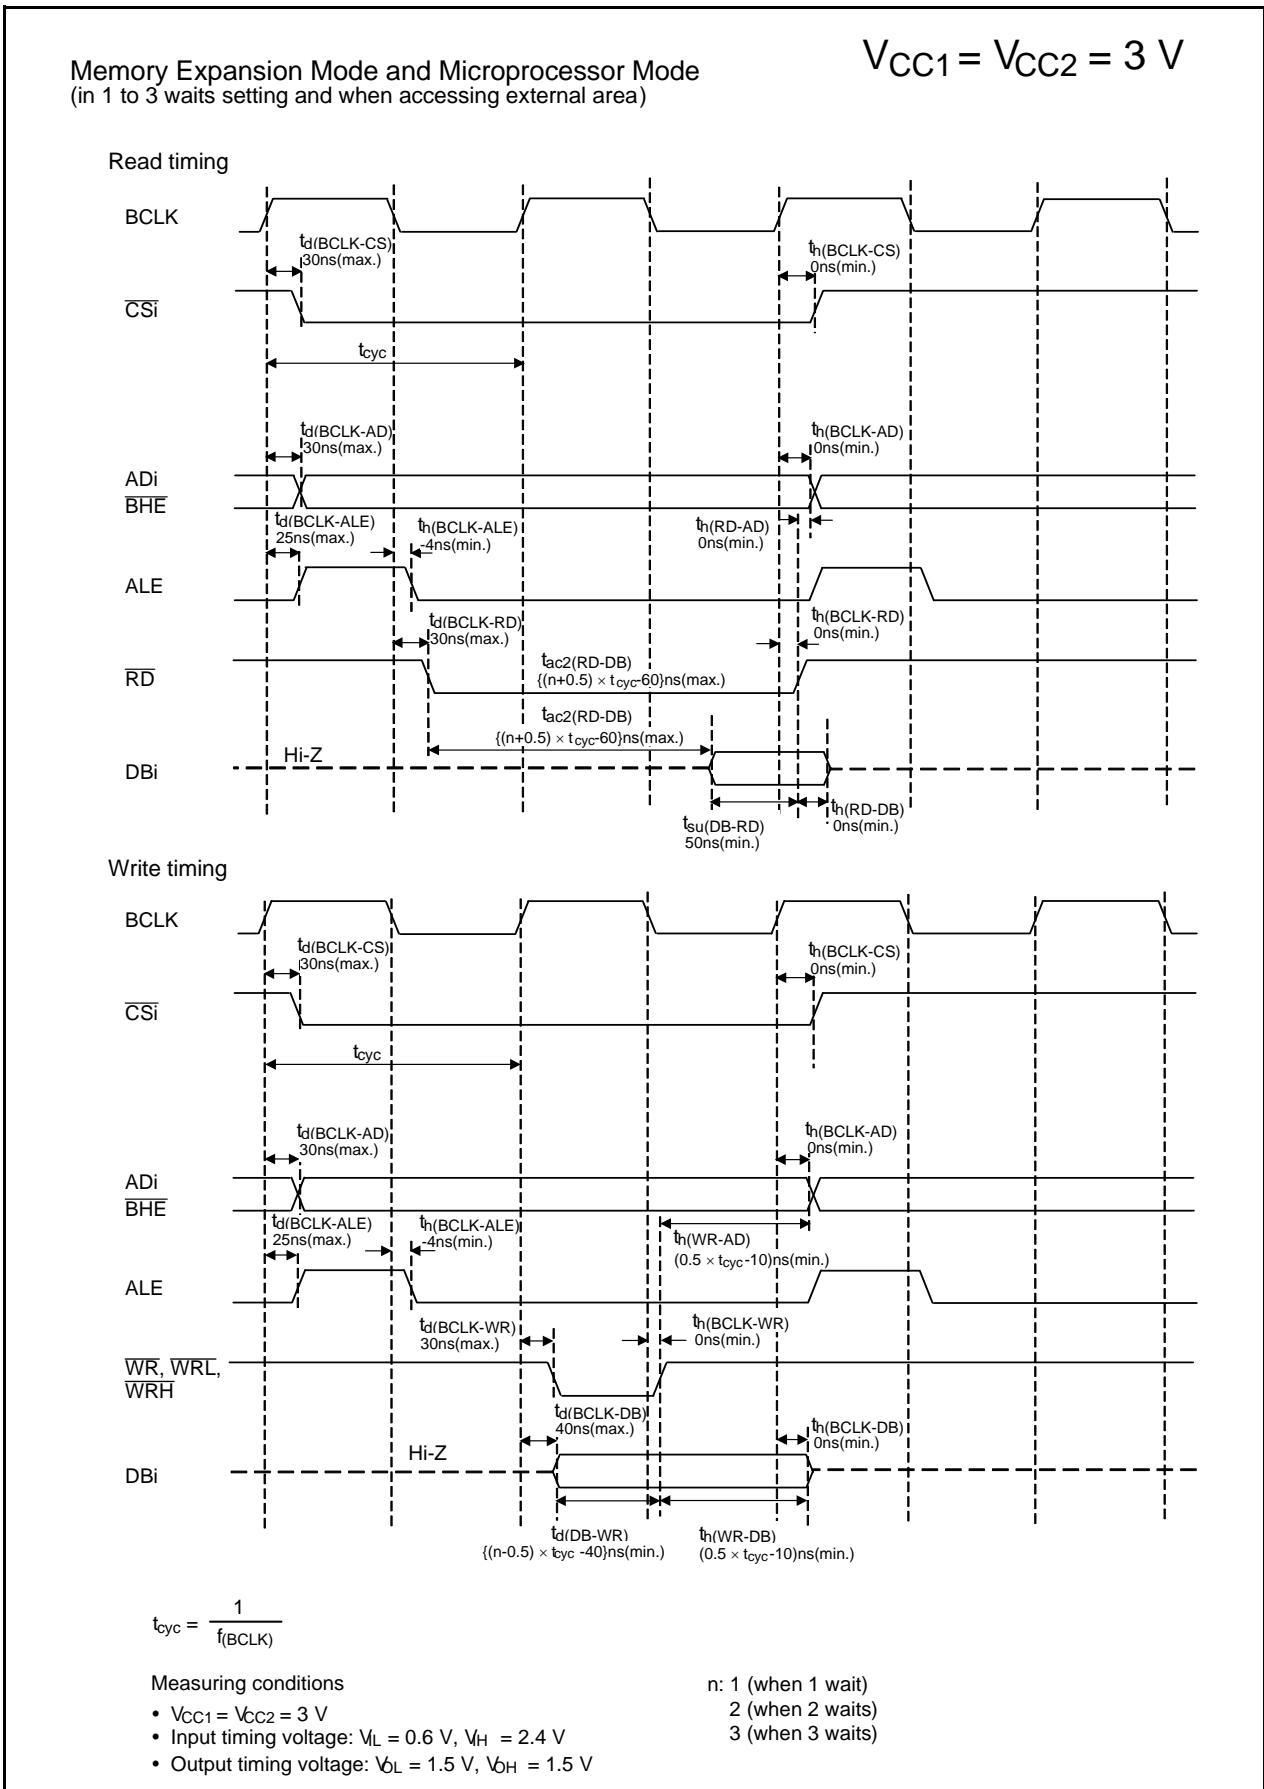 Memory Expansion Mode and Microprocessor Mode
(in 1 to 3 waits setting and when accessing external area)
VCC1 = VCC2 = 3 V
Read timing
BCLK
td(BCLK-CS)
30ns(max.)
th(BCLK-CS)
0ns(min.)
CSi
tcyc
td(BCLK-AD)
30ns(max.)
th(BCLK-AD)
0ns(min.)
ADi
BHE
td(BCLK-ALE)
25ns(max.)
th(BCLK-ALE)
-4ns(min.)
th(RD-AD)
0ns(min.)
ALE
td(BCLK-RD)
30ns(max.)
th(BCLK-RD)
0ns(min.)
RD
tac2(RD-DB)
{(n+0.5) × tcyc-60}ns(max.)
tac2(RD-DB)
{(n+0.5) × tcyc-60}ns(max.)
Hi-Z
DBi
tsu(DB-RD)
50ns(min.)
th(RD-DB)
0ns(min.)
Write timing
BCLK
td(BCLK-CS)
30ns(max.)
th(BCLK-CS)
0ns(min.)
CSi
tcyc
td(BCLK-AD)
30ns(max.)
th(BCLK-AD)
0ns(min.)
ADi
BHE
td(BCLK-ALE)
25ns(max.)
th(BCLK-ALE)
-4ns(min.)
th(WR-AD)
(0.5 × tcyc-10)ns(min.)
ALE
td(BCLK-WR)
30ns(max.)
th(BCLK-WR)
0ns(min.)
WR, WRL,
WRH
td(BCLK-DB)
40ns(max.)
th(BCLK-DB)
0ns(min.)
Hi-Z
DBi
td(DB-WR)
{(n-0.5) × tcyc -40}ns(min.)
th(WR-DB)
(0.5 × tcyc-10)ns(min.)
tcyc = 1
f(BCLK)
Measuring conditions
• VCC1 = VCC2 = 3 V
• Input timing voltage: VIL = 0.6 V, VIH = 2.4 V
• Output timing voltage: VOL = 1.5 V, VOH = 1.5 V
n: 1 (when 1 wait)
2 (when 2 waits)
3 (when 3 waits)